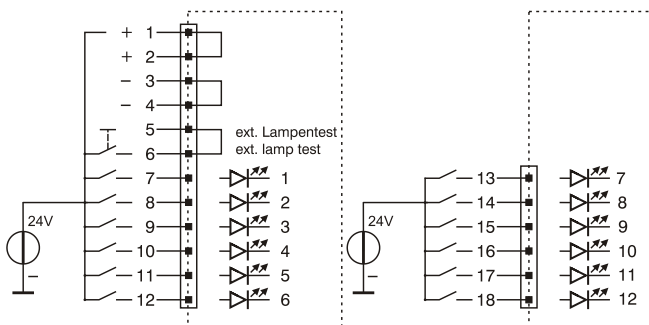 + 1
+ 2
− 3
− 4
5 ext. Lampentest
6 ext. lamp test
7 1 13 7
24V 8 2 24V 14 8
9 3 15 9
10 4 16 10
− 11 5 − 17 11
12 6 18 12